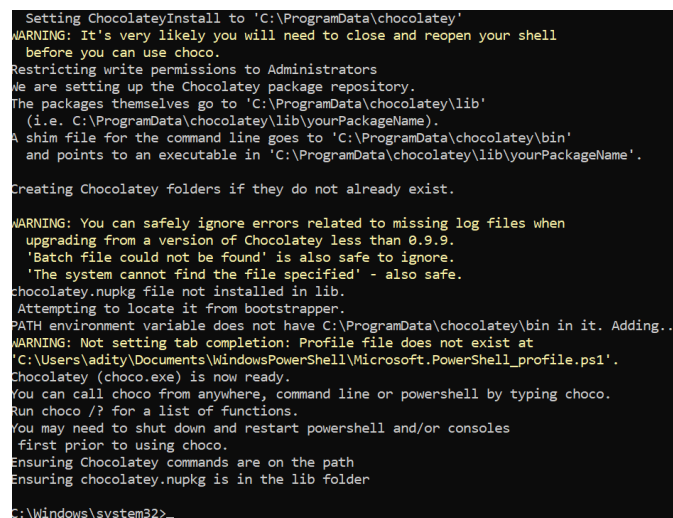 Setting ChocolateyInstall to 'C:\ProgramData\chocolatey'
WARNING: It's very likely you will need to close and reopen your shell
before you can use choco.
Restricting write permissions to Administrators
We are setting up the Chocolatey package repository.
The packages themselves go to 'C:\ProgramData\chocolatey\lib'
(i.e. C:\ProgramData\chocolatey\lib\yourPackageName).
A shim file for the command line goes to 'C:\ProgramData\chocolatey\bin'
and points to an executable in 'C:\ProgramData\chocolatey\lib\yourPackageName'.
Creating Chocolatey folders if they do not already exist.
WARNING: You can safely ignore errors related to missing log files when
upgrading from a version of Chocolatey less than 0.9.9.
'Batch file could not be found' is also safe to ignore.
'The system cannot find the file specified' - also safe.
chocolatey.nupkg file not installed in lib.
Attempting to locate it from bootstrapper.
PATH environment variable does not have C:\ProgramData\chocolatey\bin in it. Adding..
WARNING: Not setting tab completion: Profile file does not exist at
'C:\Users\adity\Documents\WindowsPowerShell\Microsoft.PowerShell_profile.ps1'.
Chocolatey (choco.exe) is now ready.
You can call choco from anywhere, command line or powershell by typing choco.
Run choco /? for a list of functions.
You may need to shut down and restart powershell and/or consoles
first prior to using choco.
Ensuring Chocolatey commands are on the path
Ensuring chocolatey.nupkg is in the lib folder
C:\Windows\system32>_